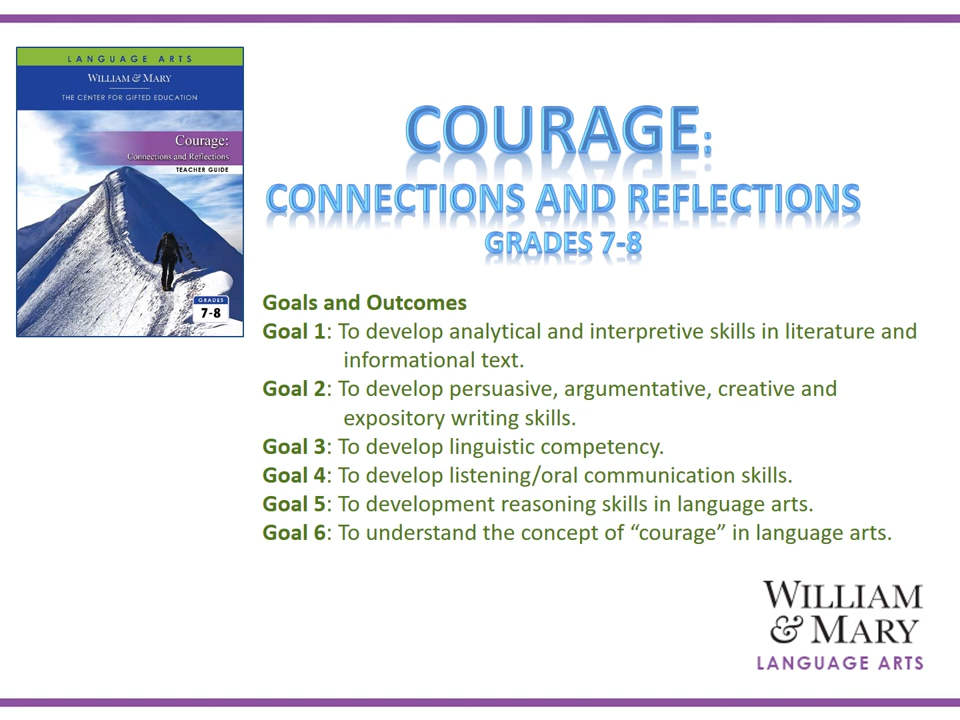 LANGUAGE ARTS
WILLIAM & MARY
THE CENTER FOR GIFTED EDUCATION
Courage:
Connections and Reflections
TEACHER GUIDE
GRADES
7-8
COURAGE:
CONNECTIONS AND REFLECTIONS
GRADES 7-8
Goals and Outcomes
Goal 1: To develop analytical and interpretive skills in literature and
informational text.
Goal 2: To develop persuasive, argumentative, creative and
expository writing skills.
Goal 3: To develop linguistic competency.
Goal 4: To develop listening/oral communication skills.
Goal 5: To development reasoning skills in language arts.
Goal 6: To understand the concept of “courage” in language arts.
WILLIAM
& MARY
LANGUAGE ARTS